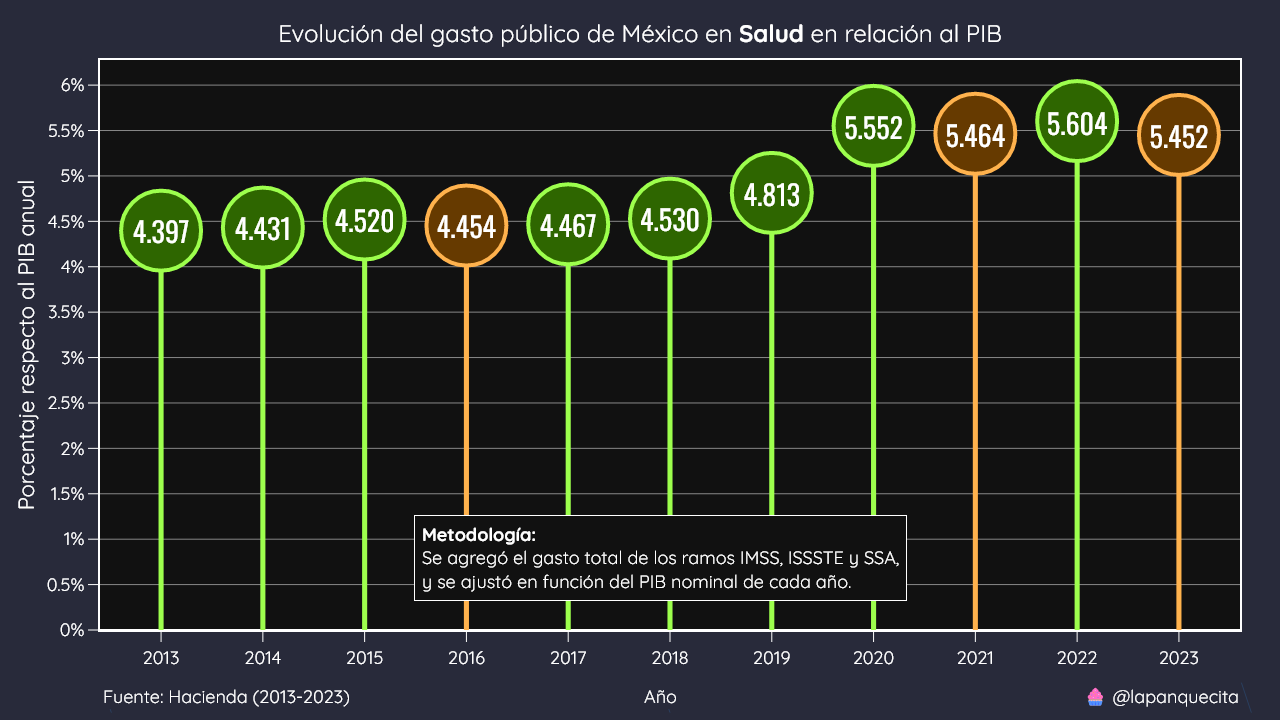 Evolución del gasto público de México en Salud en relación al PIB
Porcentaje respecto al PIB anual
6%
5.5%
5%
4.5%
4%
3.5%
3%
2.5%
2%
1.5%
1%
0.5%
0%
4.397
4.431
4.520
4.454
4.467
4.530
4.813
5.552
5.464
5.604
5.452
Metodología:
Se agregó el gasto total de los ramos IMSS, ISSSTE y SSA,
y se ajustó en función del PIB nominal de cada año.
2013 2014 2015 2016 2017 2018 2019 2020 2021 2022 2023
Fuente: Hacienda (2013-2023)
Año
@lapanquecita